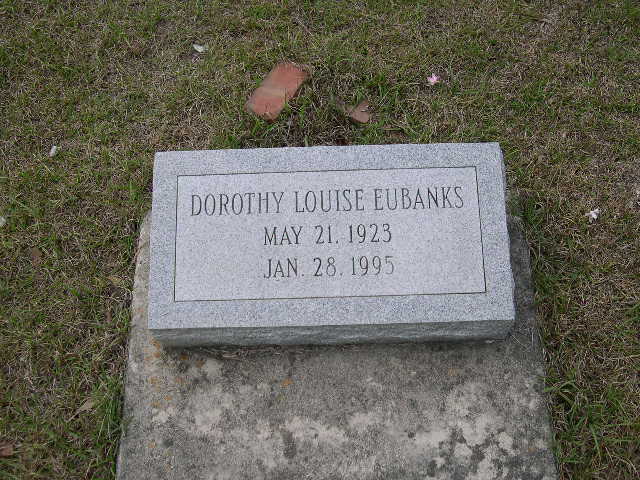 DOROTHY LOUISE EUBANKS
MAY 21, 1923
JAN. 28, 1995